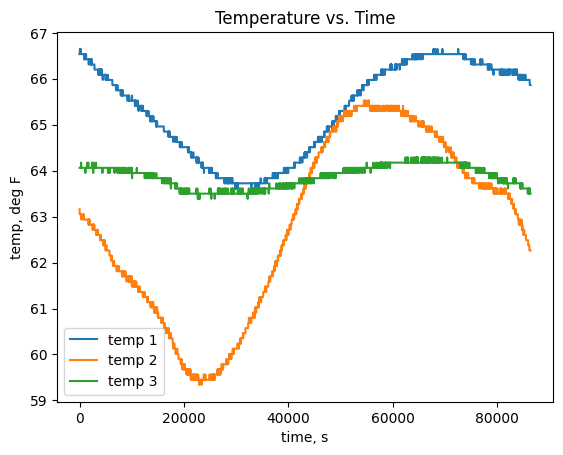 Temperature vs. Time
67
66
65
64
63
62
61
60
59
temp, deg F
temp 1
temp 2
temp 3
0
20000
40000
60000
80000
time, s